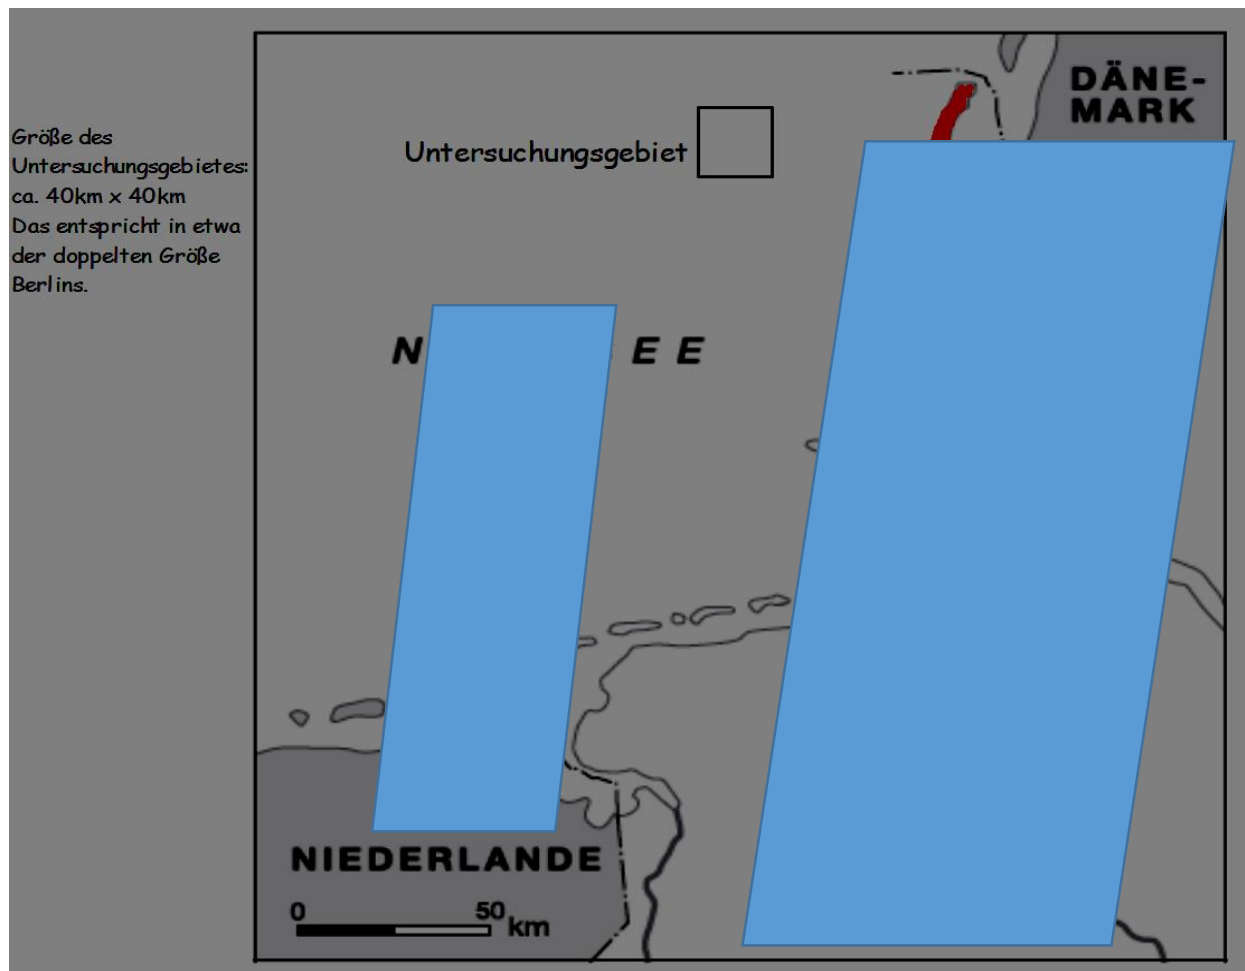 Größe des
Untersuchungsgebietes:
ca. 40km x 40km
Das entspricht in etwa
der doppelten Größe
Berlins.
DÄNE-
MARK
Untersuchungsgebiet
N EE
NIEDERLANDE
0 50 km